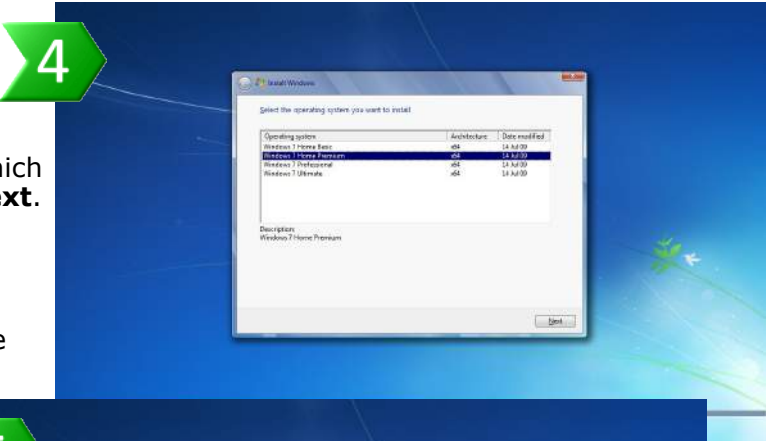 4
Install Windows
Select the operating system you want to install
Operating system Architecture Date modified
Windows 7 Home Basic x64 14 Jul 09
Windows 7 Home Premium x64 14 Jul 09
Windows 7 Professional x64 14 Jul 09
Windows 7 Ultimate x64 14 Jul 09
ext.
Description:
Windows 7 Home Premium
Next